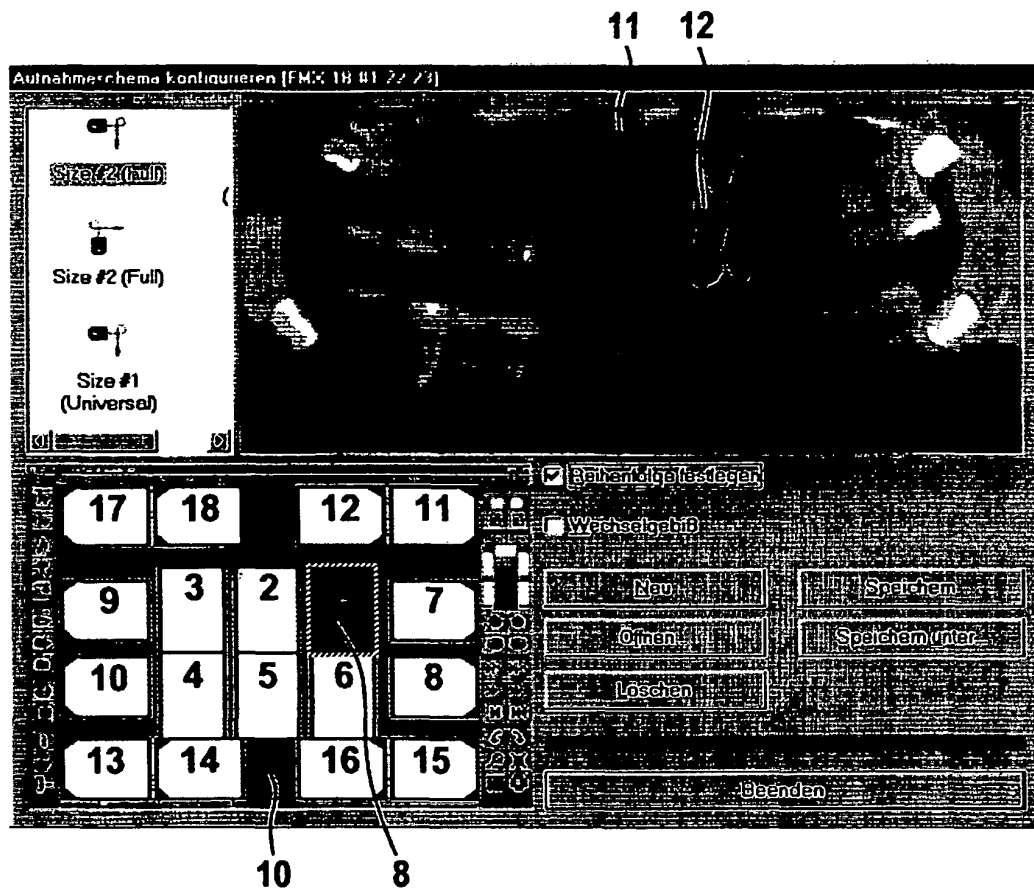 11 12
Aufnahmeschema konfigurieren [FMX 18 #1 22 23]
Size #2 (Full)
Size #2 (Full)
Size #1
(Universal)
Reihenfolge festlegen
Wechselgebiß
17 18 12 11
3 2
9 7
10 4 5 6 8
13 14 16 15
Neu Speichern
Öffnen Speichern unter...
Löschen
Beenden
10 8